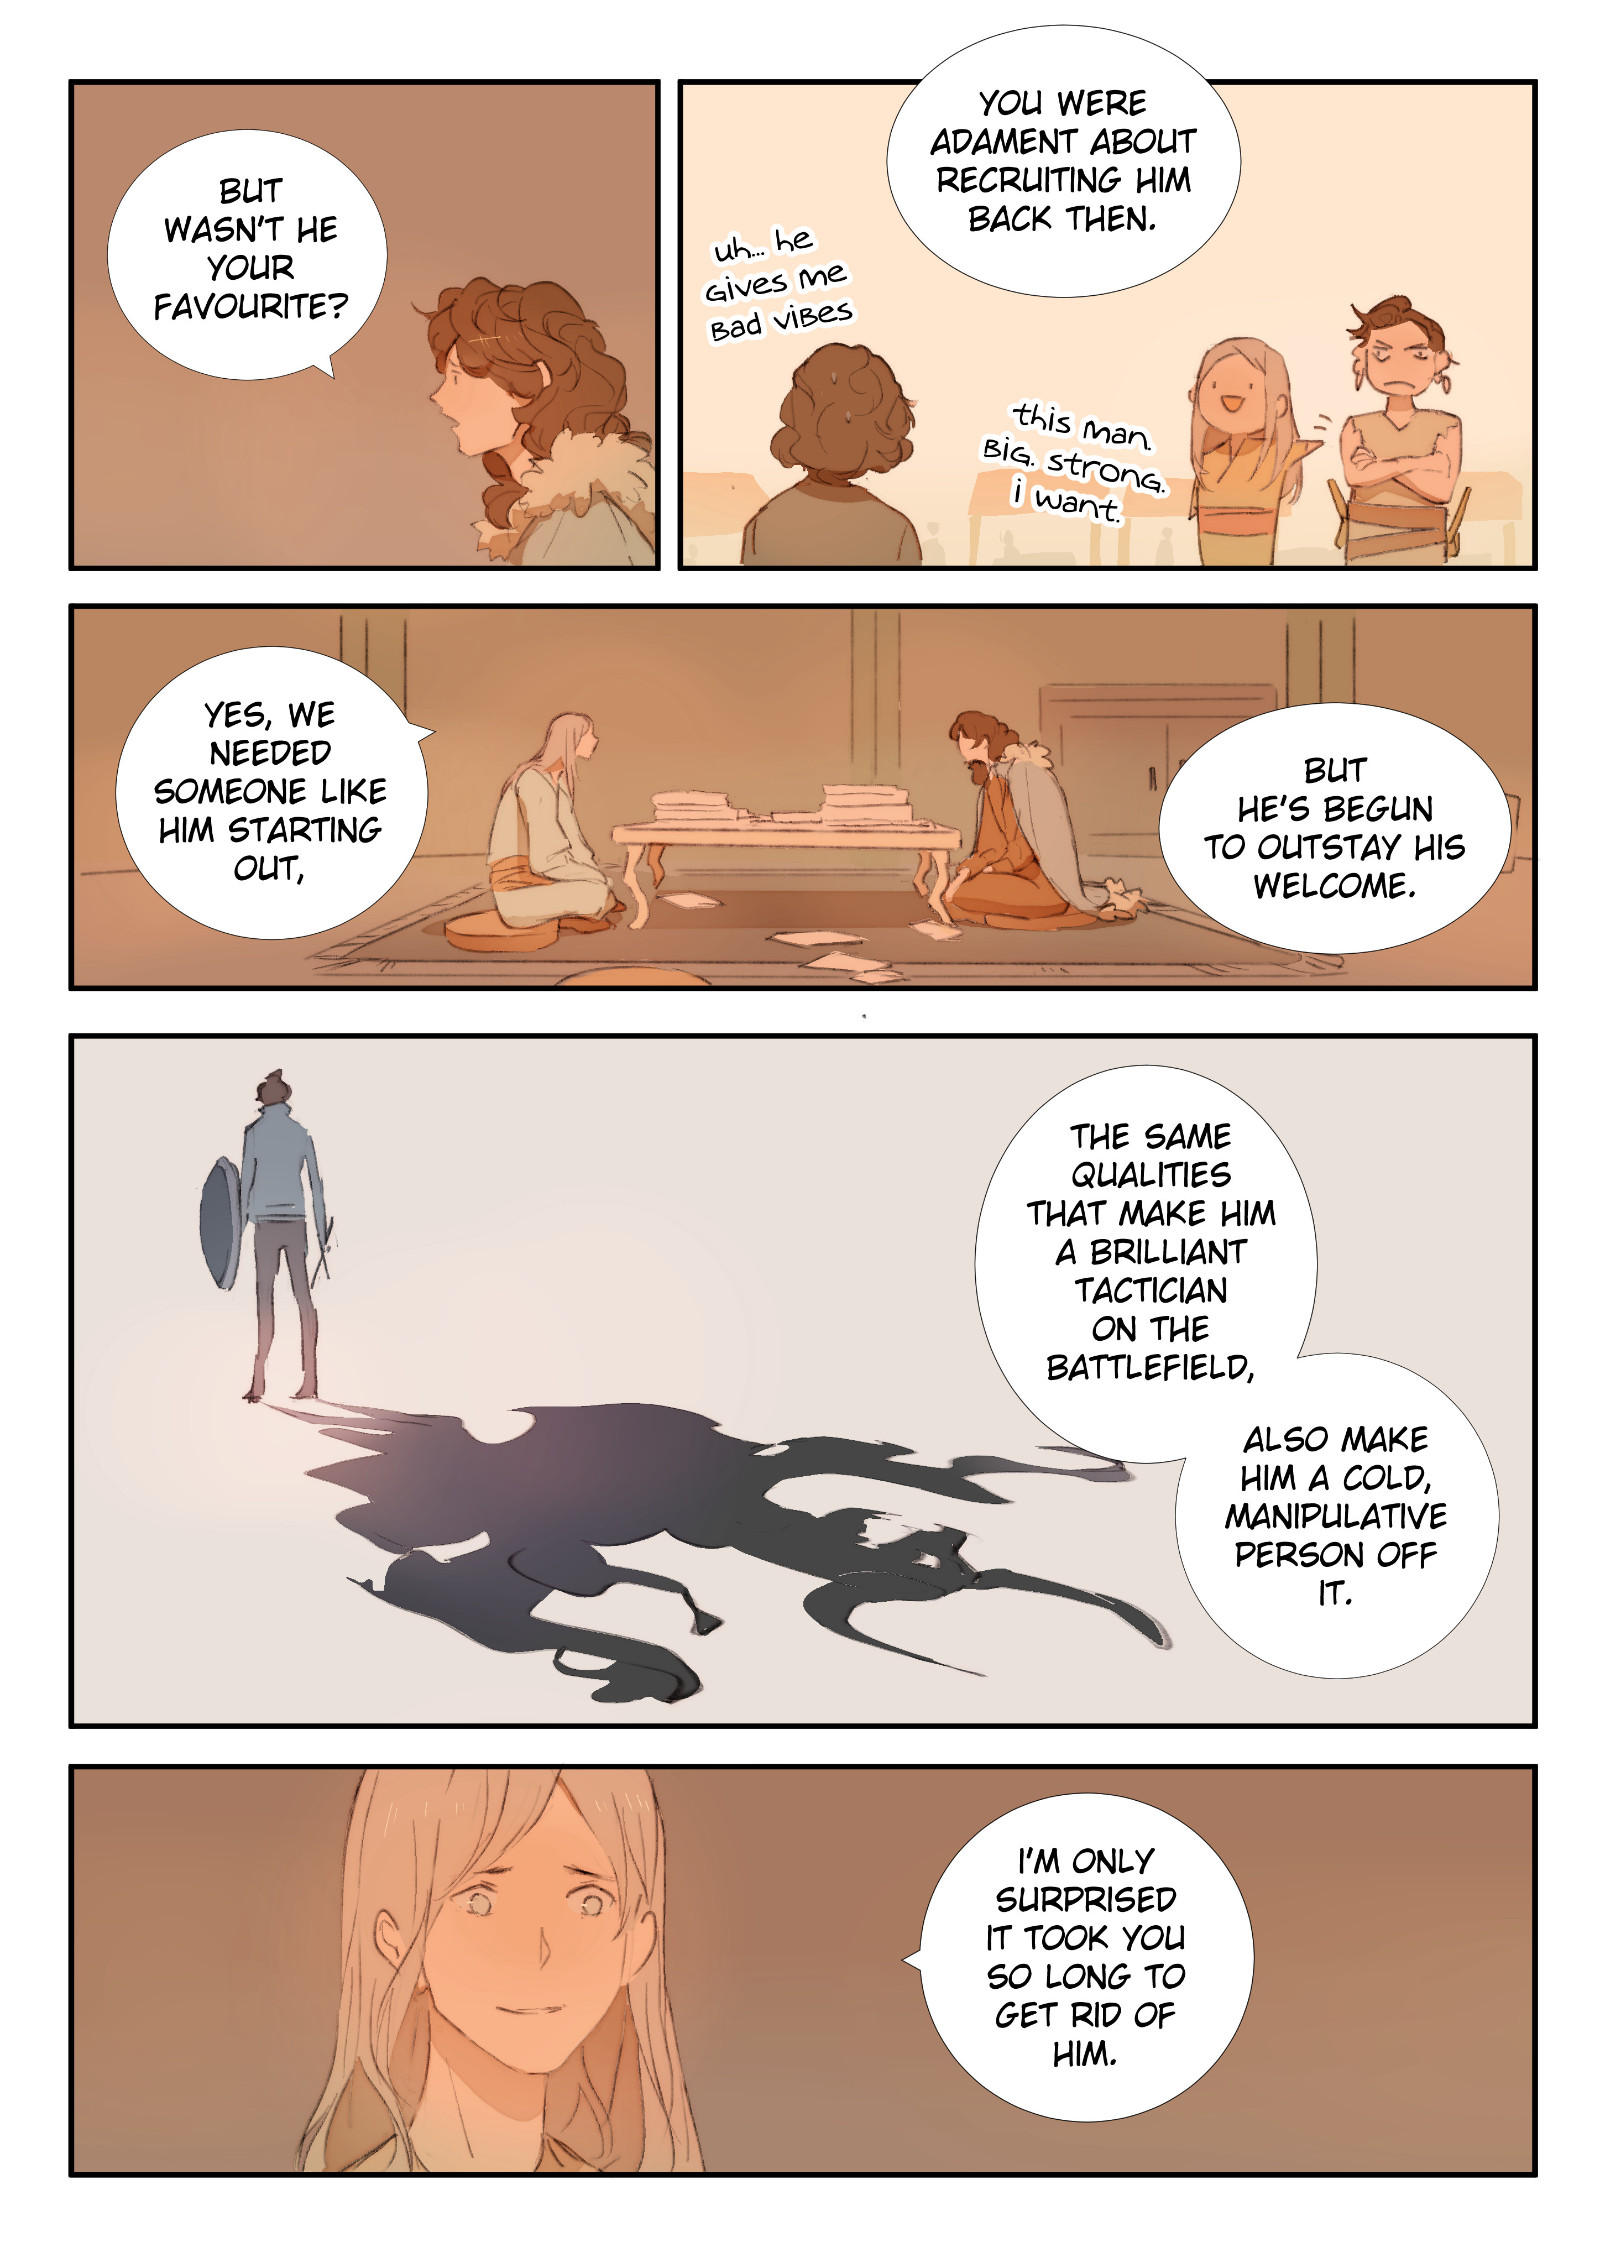 BUT
WASN'T HE
YOUR
FAVOURITE?
YOU WERE
ADAMENT ABOUT
RECRUITING HIM
BACK THEN.
uh... he
gives me
bad vibes
this man.
big. strong.
i want.
YES, WE
NEEDED
SOMEONE LIKE
HIM STARTING
OUT,
BUT
HE'S BEGUN
TO OUTSTAY HIS
WELCOME.
THE SAME
QUALITIES
THAT MAKE HIM
A BRILLIANT
TACTICIAN
ON THE
BATTLEFIELD,
ALSO MAKE
HIM A COLD,
MANIPULATIVE
PERSON OFF
IT.
I'M ONLY
SURPRISED
IT TOOK YOU
SO LONG TO
GET RID OF
HIM.